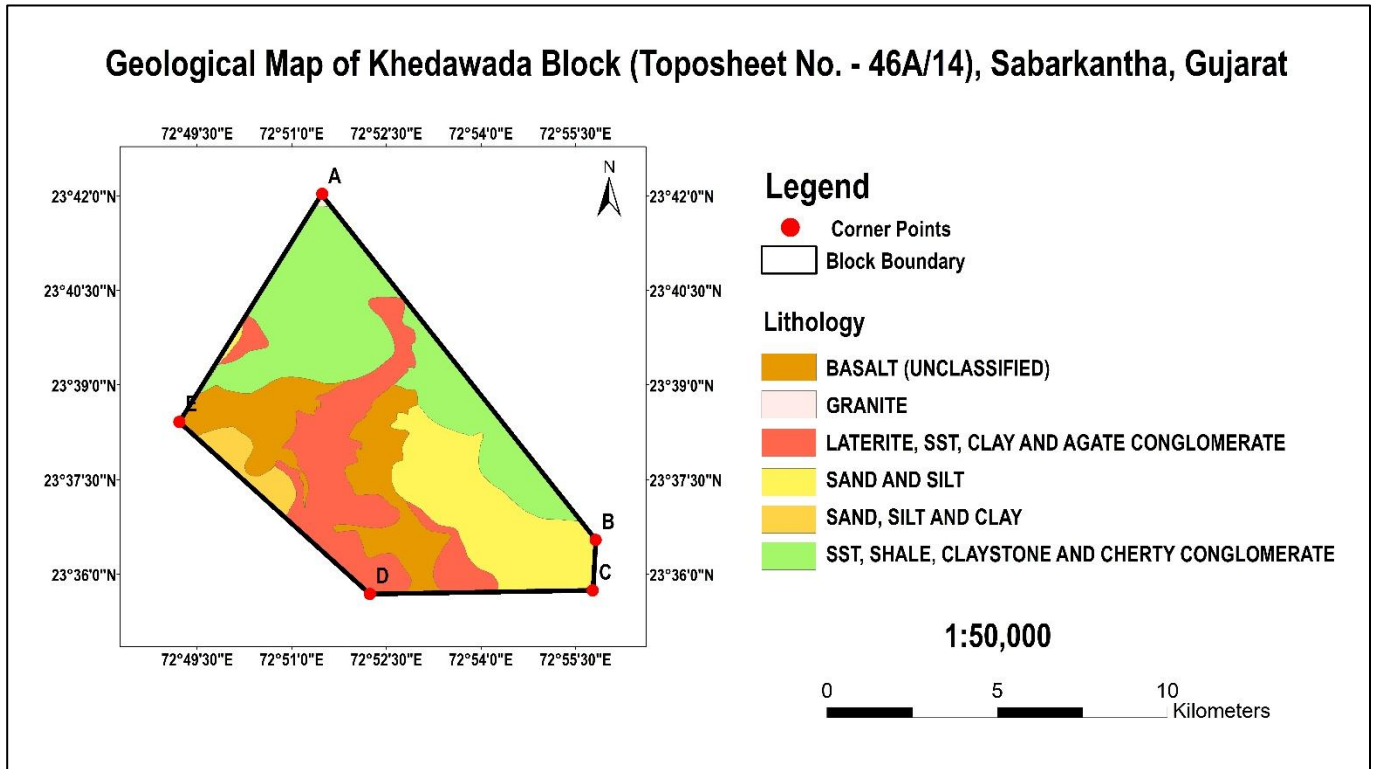 Geological Map of Khedawada Block (Toposheet No. - 46A/14), Sabarkantha, Gujarat
72°49'30"E 72°51'0"E 72°52'30"E 72°54'0"E 72°55'30"E
N
A
23°42'0"N 23°42'0"N
23°40'30"N 23°40'30"N
23°39'0"N 23°39'0"N
E
23°37'30"N 23°37'30"N
B
23°36'0"N 23°36'0"N
D
C
72°49'30"E 72°51'0"E 72°52'30"E 72°54'0"E 72°55'30"E
Legend
Corner Points
Block Boundary
Lithology
BASALT (UNCLASSIFIED)
GRANITE
LATERITE, SST, CLAY AND AGATE CONGLOMERATE
SAND AND SILT
SAND, SILT AND CLAY
SST, SHALE, CLAYSTONE AND CHERTY CONGLOMERATE
1:50,000
0 5 10
Kilometers